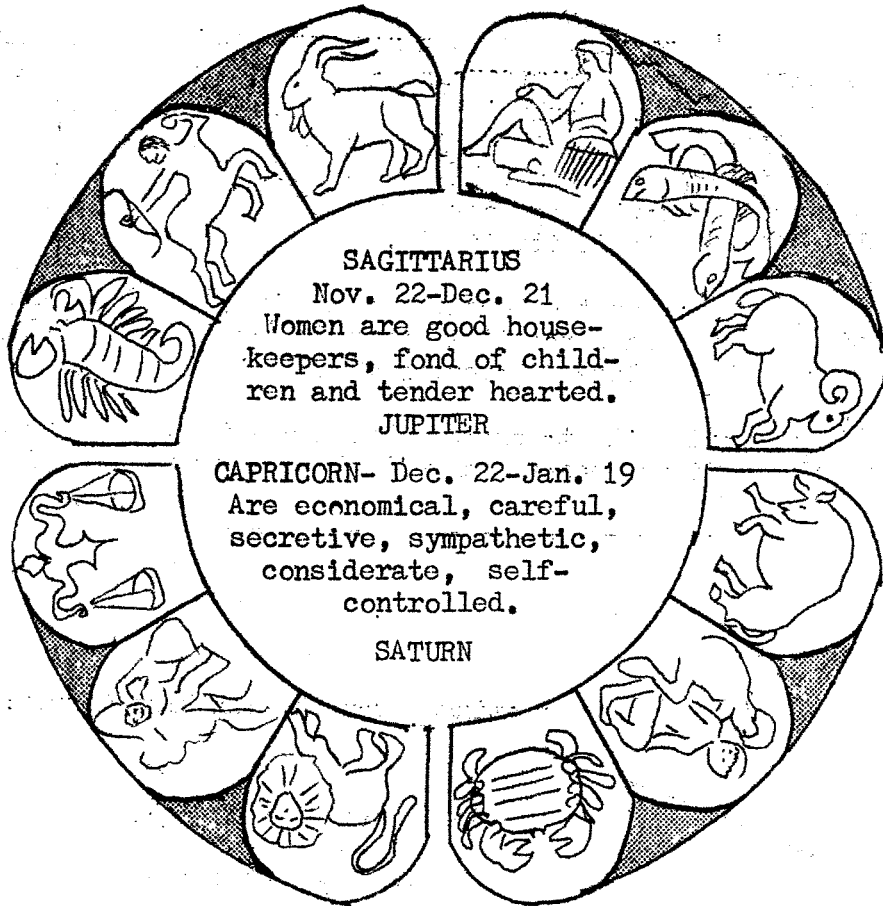 SAGITTARIUS
Nov. 22-Dec. 21
Women are good house-
keepers, fond of child-
ren and tender hearted.
JUPITER
CAPRICORN- Dec. 22-Jan. 19
Are economical, careful,
secretive, sympathetic,
considerate, self-
controlled.
SATURN